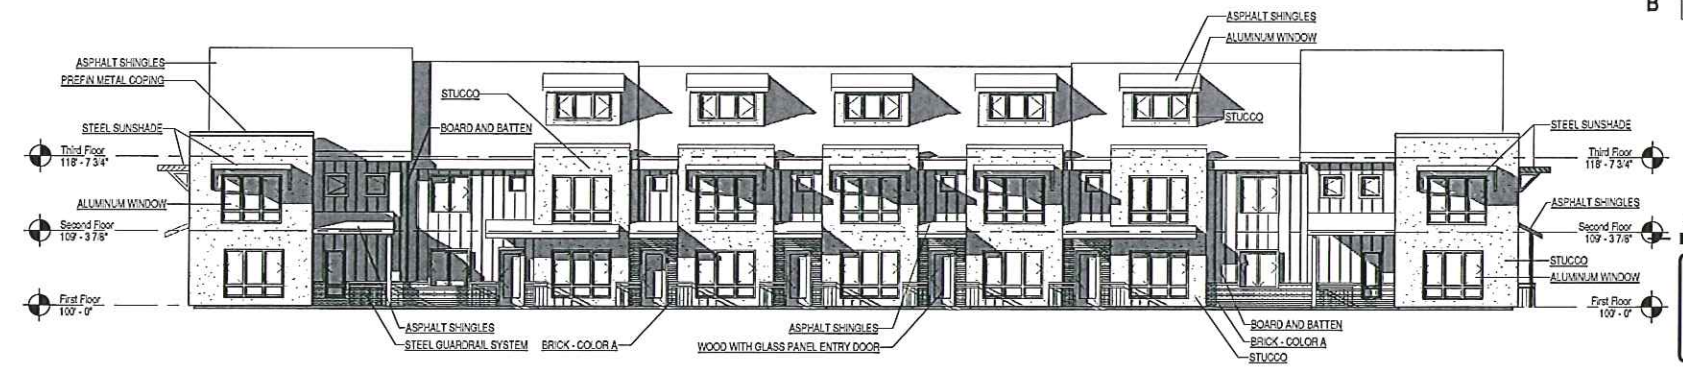 B
ASPHALT SHINGLES
ALUMINUM WINDOW
ASPHALT SHINGLES
PREFIN METAL COPING
STUCCO
STUCCO
STEEL SUNSHADE
BOARD AND BATTEN
STEEL SUNSHADE
Third Floor
118' - 7 3/4"
Third Floor
118' - 7 3/4"
ALUMINUM WINDOW
ASPHALT SHINGLES
Second Floor
109' - 3 7/8"
Second Floor
109' - 3 7/8"
STUCCO
ALUMINUM WINDOW
First Floor
100' - 0"
First Floor
100' - 0"
ASPHALT SHINGLES
ASPHALT SHINGLES
BOARD AND BATTEN
STEEL GUARDRAIL SYSTEM
BRICK - COLOR A
WOOD WITH GLASS PANEL ENTRY DOOR
BRICK - COLOR A
STUCCO